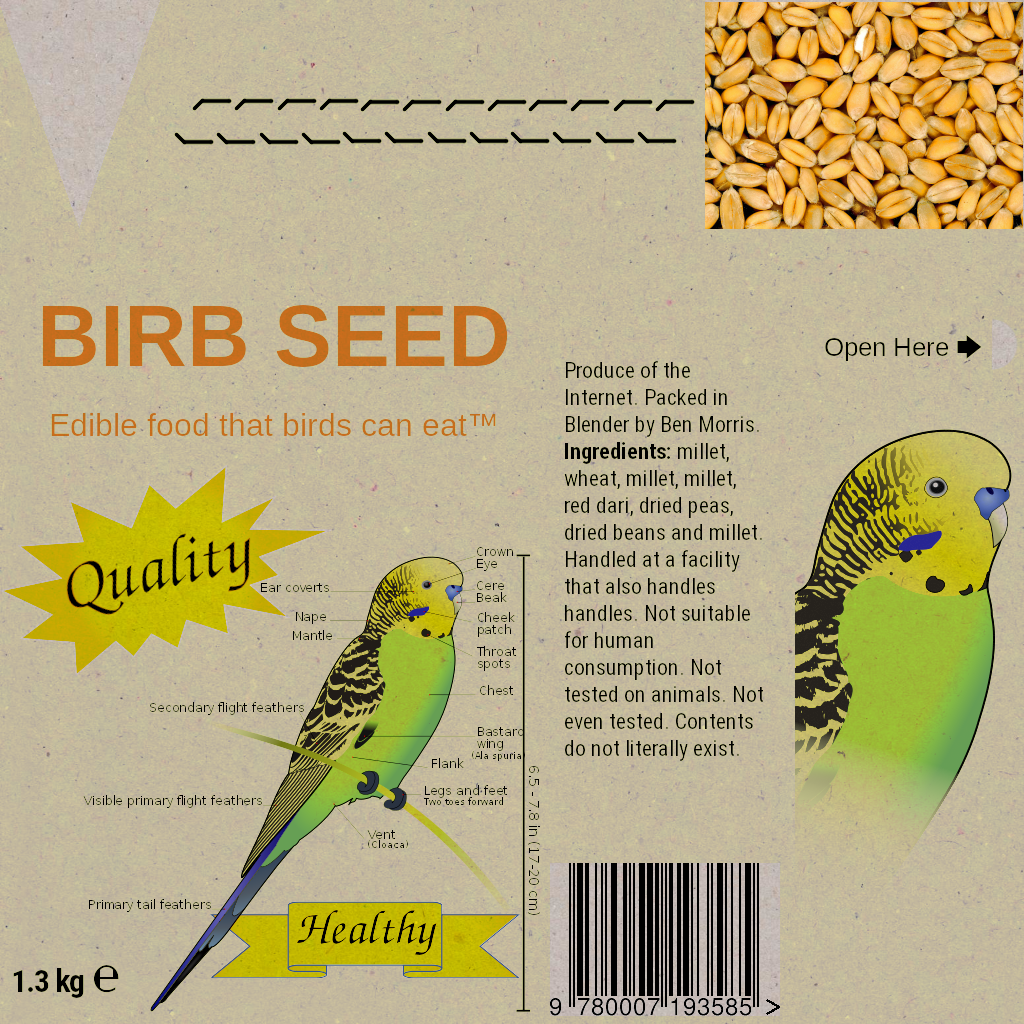 BIRB SEED
Edible food that birds can eat™
Quality
Open Here
Produce of the
Internet. Packed in
Blender by Ben Morris.
Ingredients: millet,
wheat, millet, millet,
red dari, dried peas,
dried beans and millet.
Handled at a facility
that also handles
handles. Not suitable
for human
consumption. Not
tested on animals. Not
even tested. Contents
do not literally exist.
Crown
Eye
Ear coverts
Cere
Beak
Nape
Cheek
patch
Mantle
Throat
spots
Chest
Secondary flight feathers
Bastard
wing
(Ala spuria
Flank
Legs and feet
Two toes forward
Visible primary flight feathers
Vent
(Cloaca)
6.5 - 7.8 in (17-20 cm)
Primary tail feathers
Healthy
1.3 kg ℮
9 780007 193585 >